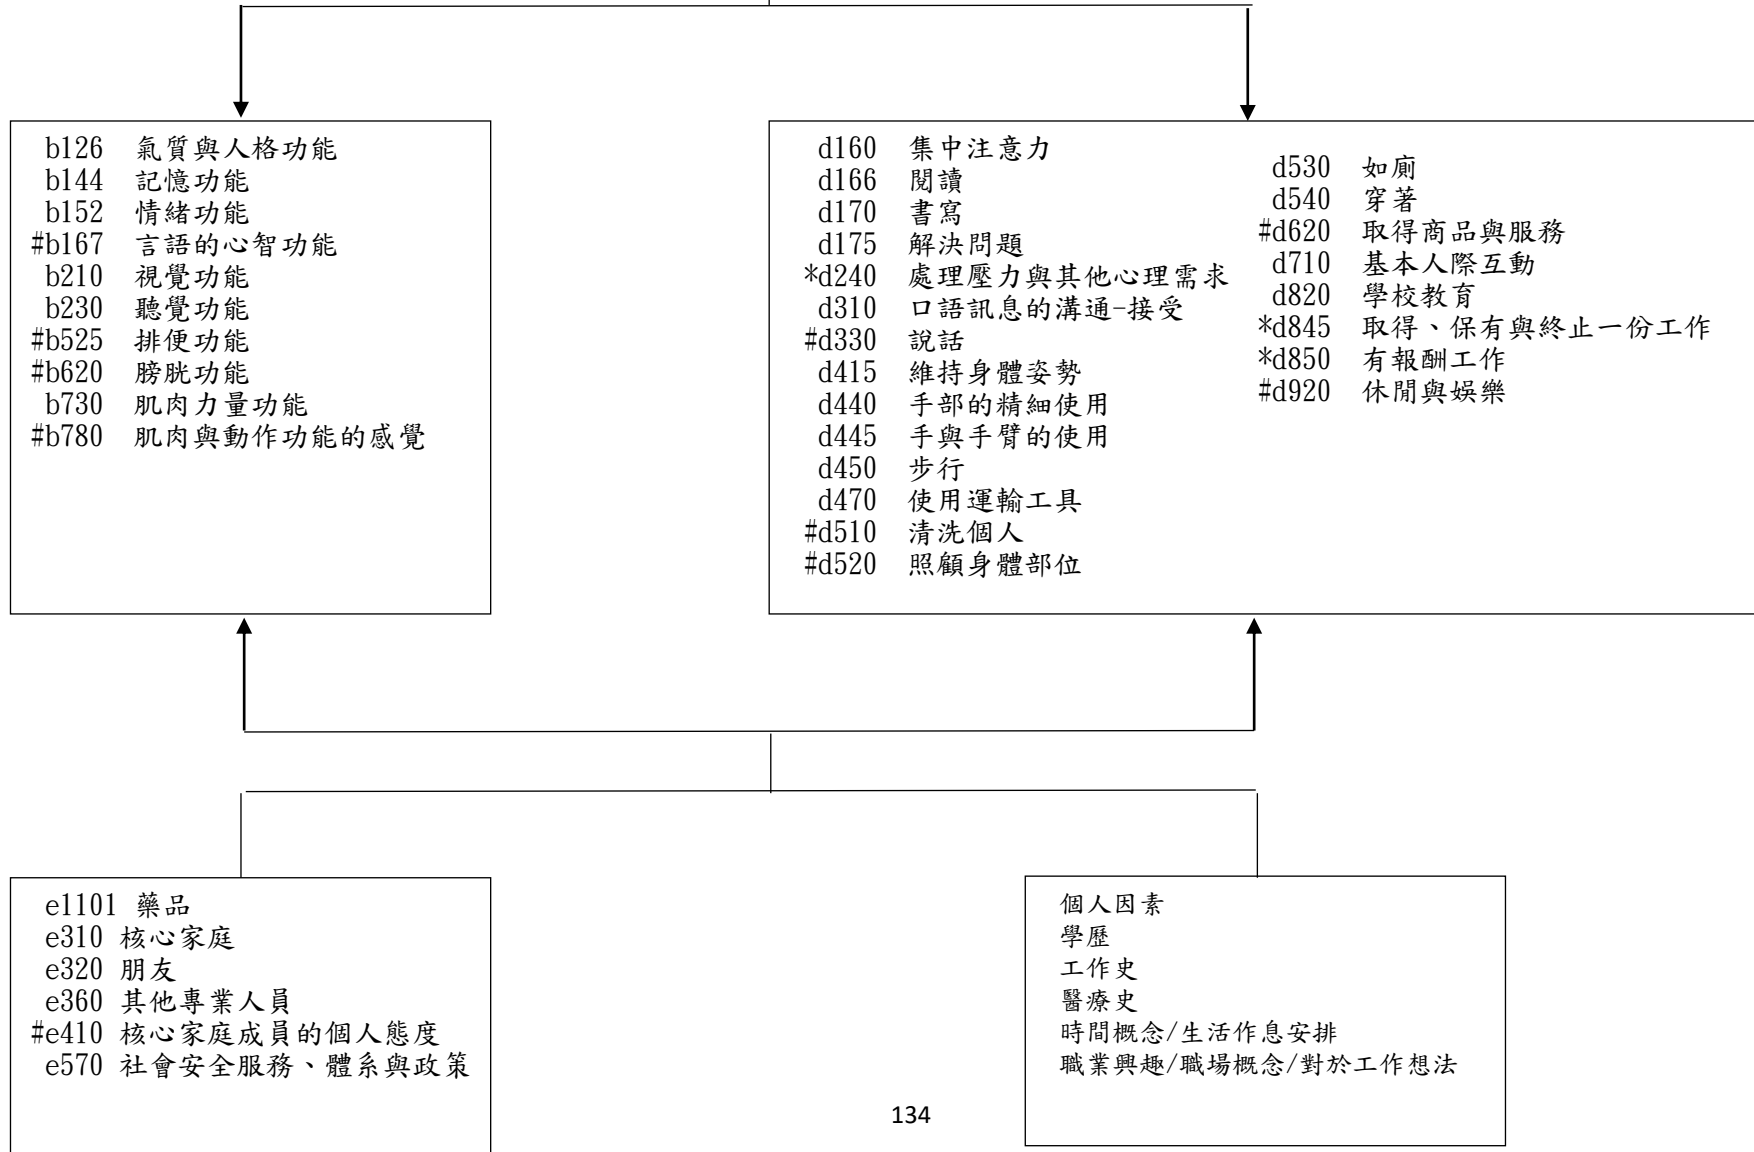 b126 氣質與人格功能
b144 記憶功能
b152 情緒功能
#b167 言語的心智功能
b210 視覺功能
b230 聽覺功能
#b525 排便功能
#b620 膀胱功能
b730 肌肉力量功能
#b780 肌肉與動作功能的感覺
d160 集中注意力
d166 閱讀
d170 書寫
d175 解決問題
*d240 處理壓力與其他心理需求
d310 口語訊息的溝通-接受
#d330 說話
d415 維持身體姿勢
d440 手部的精細使用
d445 手與手臂的使用
d450 步行
d470 使用運輸工具
#d510 清洗個人
#d520 照顧身體部位
d530 如廁
d540 穿著
#d620 取得商品與服務
d710 基本人際互動
d820 學校教育
*d845 取得、保有與終止一份工作
*d850 有報酬工作
#d920 休閒與娛樂
e1101 藥品
e310 核心家庭
e320 朋友
e360 其他專業人員
#e410 核心家庭成員的個人態度
e570 社會安全服務、體系與政策
個人因素
學歷
工作史
醫療史
時間概念/生活作息安排
職業興趣/職場概念/對於工作想法
134